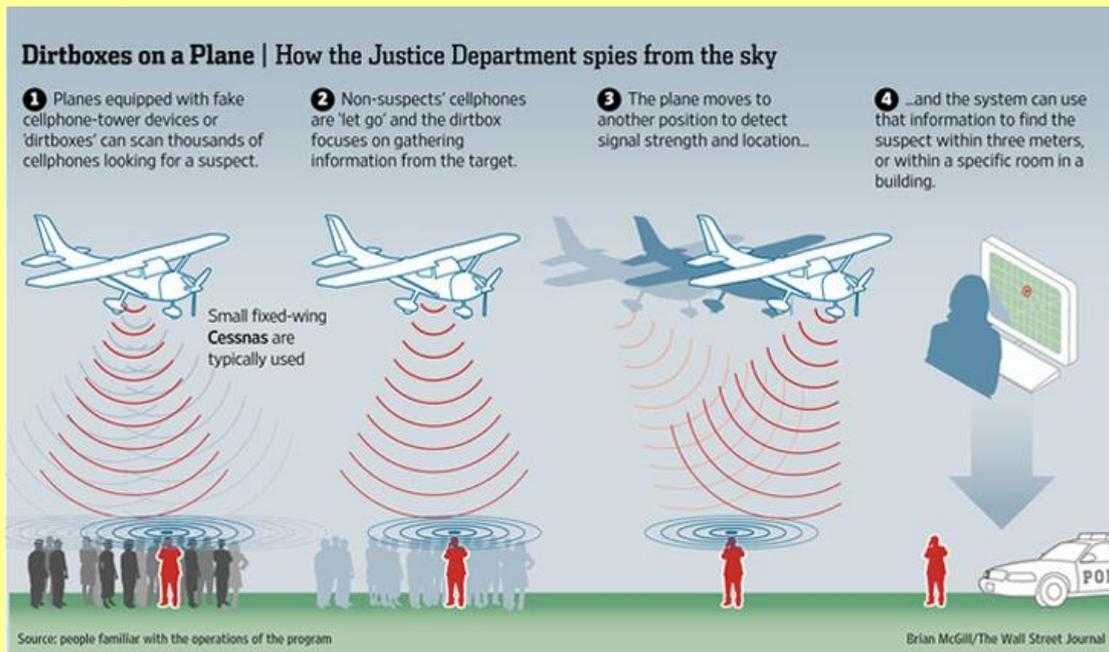 Dirtboxes on a Plane | How the Justice Department spies from the sky
1 Planes equipped with fake
cellphone-tower devices or
'dirtboxes' can scan thousands of
cellphones looking for a suspect.
2 Non-suspects' cellphones
are 'let go' and the dirtbox
focuses on gathering
information from the target.
3 The plane moves to
another position to detect
signal strength and location...
4 ...and the system can use
that information to find the
suspect within three meters,
or within a specific room in a
building.
Small fixed-wing
Cessnas are
typically used
POL
Source: people familiar with the operations of the program
Brian McGill/The Wall Street Journal